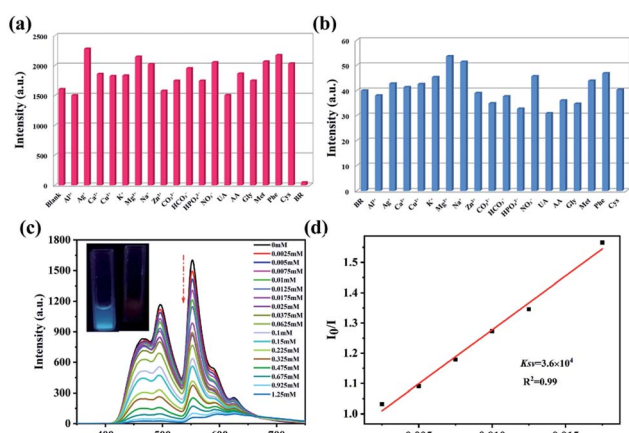 (a)
2500
2000
1500
1000
500
0
Intensity (a.u.)
Blank Al³⁺ Ag⁺ Ca²⁺ Cu²⁺ K⁺ Mg²⁺ Na⁺ Zn²⁺ CO₃²⁻ HCO₃⁻ HPO₄²⁻ NO₃⁻ UA AA Gly Met Phe Cys BR
(b)
60
50
40
30
20
10
0
Intensity (a.u.)
BR Al³⁺ Ag⁺ Ca²⁺ Cu²⁺ K⁺ Mg²⁺ Na⁺ Zn²⁺ CO₃²⁻ HCO₃⁻ HPO₄²⁻ NO₃⁻ UA AA Gly Met Phe Cys
(c)
1800
1500
1200
900
600
300
0
Intensity (a.u.)
0mM
0.0025mM
0.005mM
0.0075mM
0.01mM
0.0125mM
0.0175mM
0.025mM
0.0375mM
0.0625mM
0.1mM
0.15mM
0.225mM
0.325mM
0.475mM
0.675mM
0.925mM
1.25mM
(d)
1.5
1.4
1.3
1.2
1.1
1.0
I₀/I
Ksv=3.6×10⁴
R²=0.99